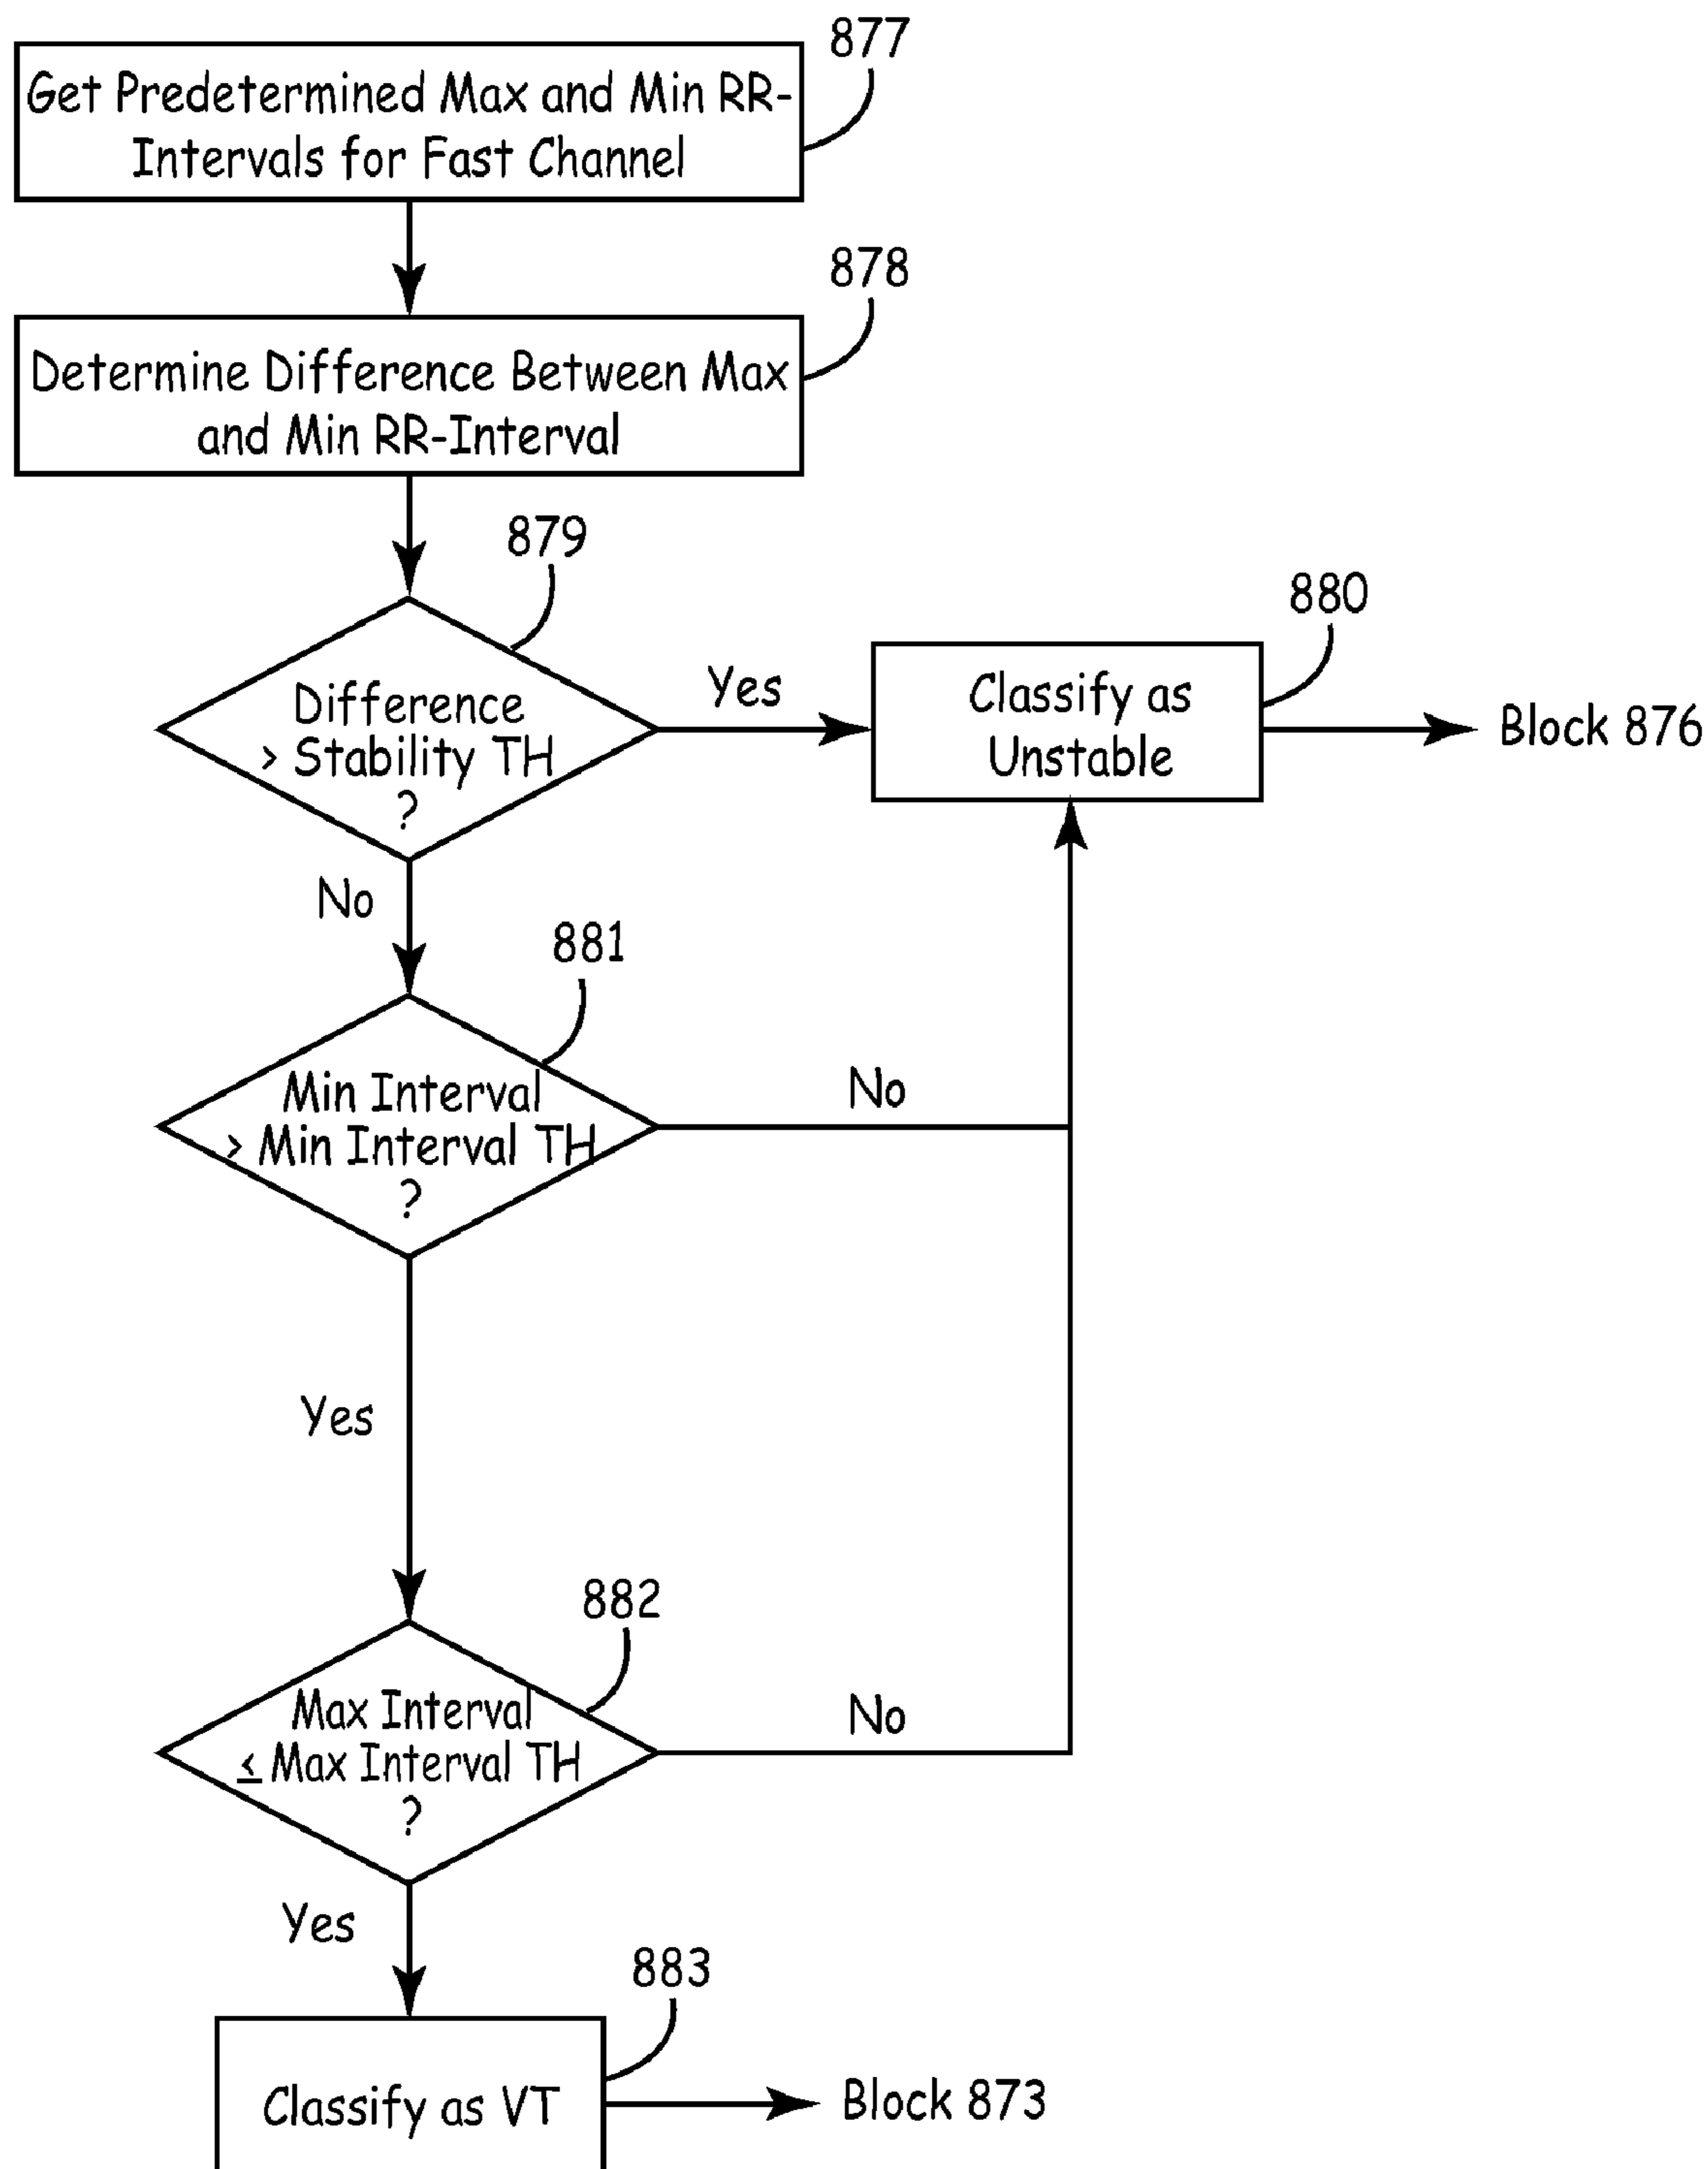 877
Get Predetermined Max and Min RR-
Intervals for Fast Channel
878
Determine Difference Between Max
and Min RR-Interval
879
Difference
> Stability TH
?
Yes
880
Classify as
Unstable
Block 876
No
881
Min Interval
> Min Interval TH
?
No
Yes
882
Max Interval
≤ Max Interval TH
?
No
Yes
883
Classify as VT
Block 873